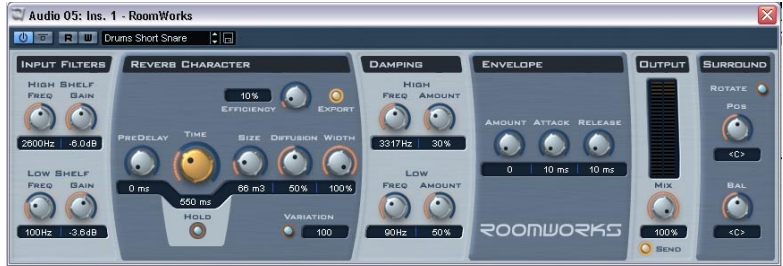 Audio 05: Ins. 1 - RoomWorks
R W Drums Short Snare
INPUT FILTERS
HIGH SHELF
FREQ GAIN
2600Hz -6.0dB
LOW SHELF
FREQ GAIN
100Hz -3.6dB
REVERB CHARACTER
10%
EFFICIENCY
EXPORT
PREDELAY TIME SIZE DIFFUSION WIDTH
0 ms 550 ms 66 m3 50% 100%
HOLD
VARIATION
100
DAMPING
HIGH
FREQ AMOUNT
3317Hz 30%
LOW
FREQ AMOUNT
90Hz 50%
ENVELOPE
AMOUNT ATTACK RELEASE
0 10 ms 10 ms
ROOMWORKS
OUTPUT
MIX
100%
SEND
SURROUND
ROTATE
POS
<C>
BAL
<C>